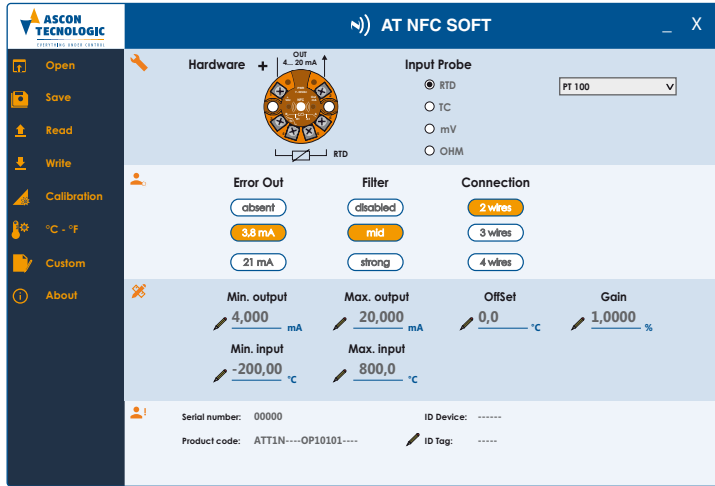 ASCON
TECNOLOGIC
EVERYTHING UNDER CONTROL
AT NFC SOFT
_ X
Open
Save
Read
Write
Calibration
°C - °F
Custom
About
Hardware
+
OUT
4... 20 mA
RTD
Input Probe
RTD
TC
mV
OHM
PT 100
Error Out
absent
3,8 mA
21 mA
Filter
disabled
mid
strong
Connection
2 wires
3 wires
4 wires
Min. output
4,000 mA
Max. output
20,000 mA
OffSet
0,0 °C
Gain
1,0000 %
Min. input
-200,00 °C
Max. input
800,0 °C
Serial number: 00000
ID Device: ------
Product code: ATT1N----OP10101----
ID Tag: -----